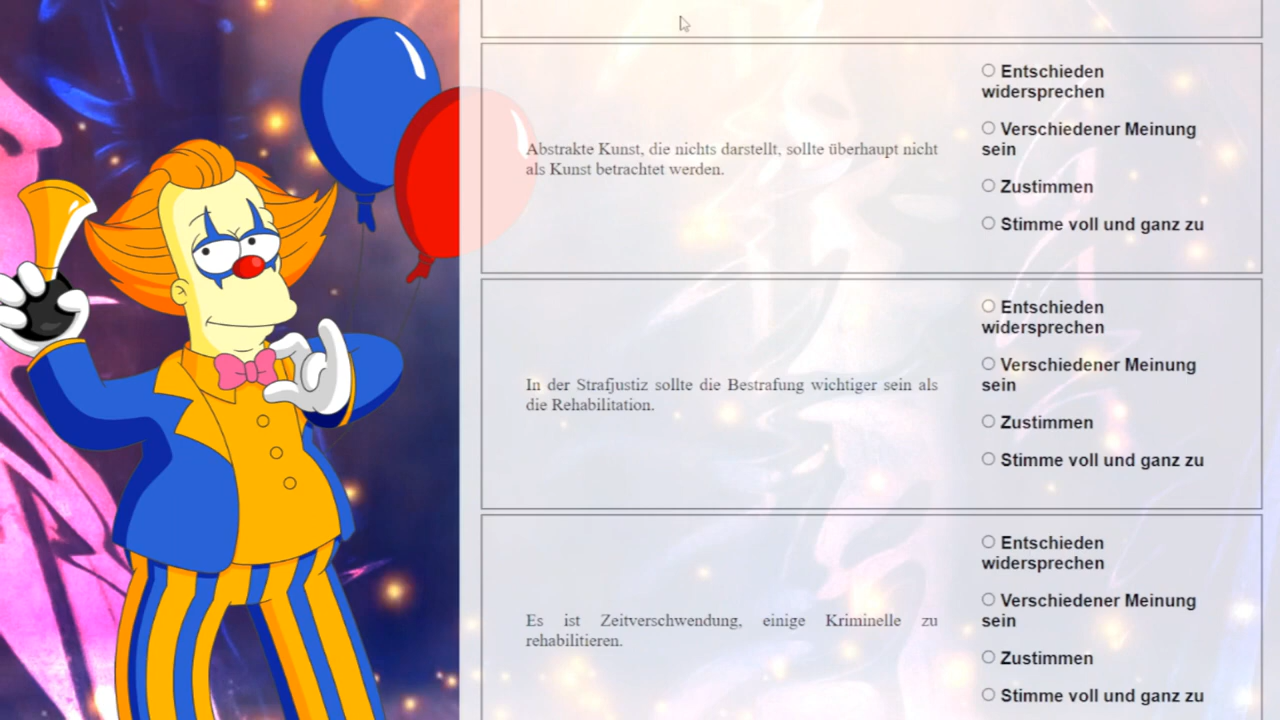 Abstrakte Kunst, die nichts darstellt, sollte überhaupt nicht
als Kunst betrachtet werden.
Entschieden
widersprechen
Verschiedener Meinung
sein
Zustimmen
Stimme voll und ganz zu
In der Strafjustiz sollte die Bestrafung wichtiger sein als
die Rehabilitation.
Entschieden
widersprechen
Verschiedener Meinung
sein
Zustimmen
Stimme voll und ganz zu
Es ist Zeitverschwendung, einige Kriminelle zu
rehabilitieren.
Entschieden
widersprechen
Verschiedener Meinung
sein
Zustimmen
Stimme voll und ganz zu